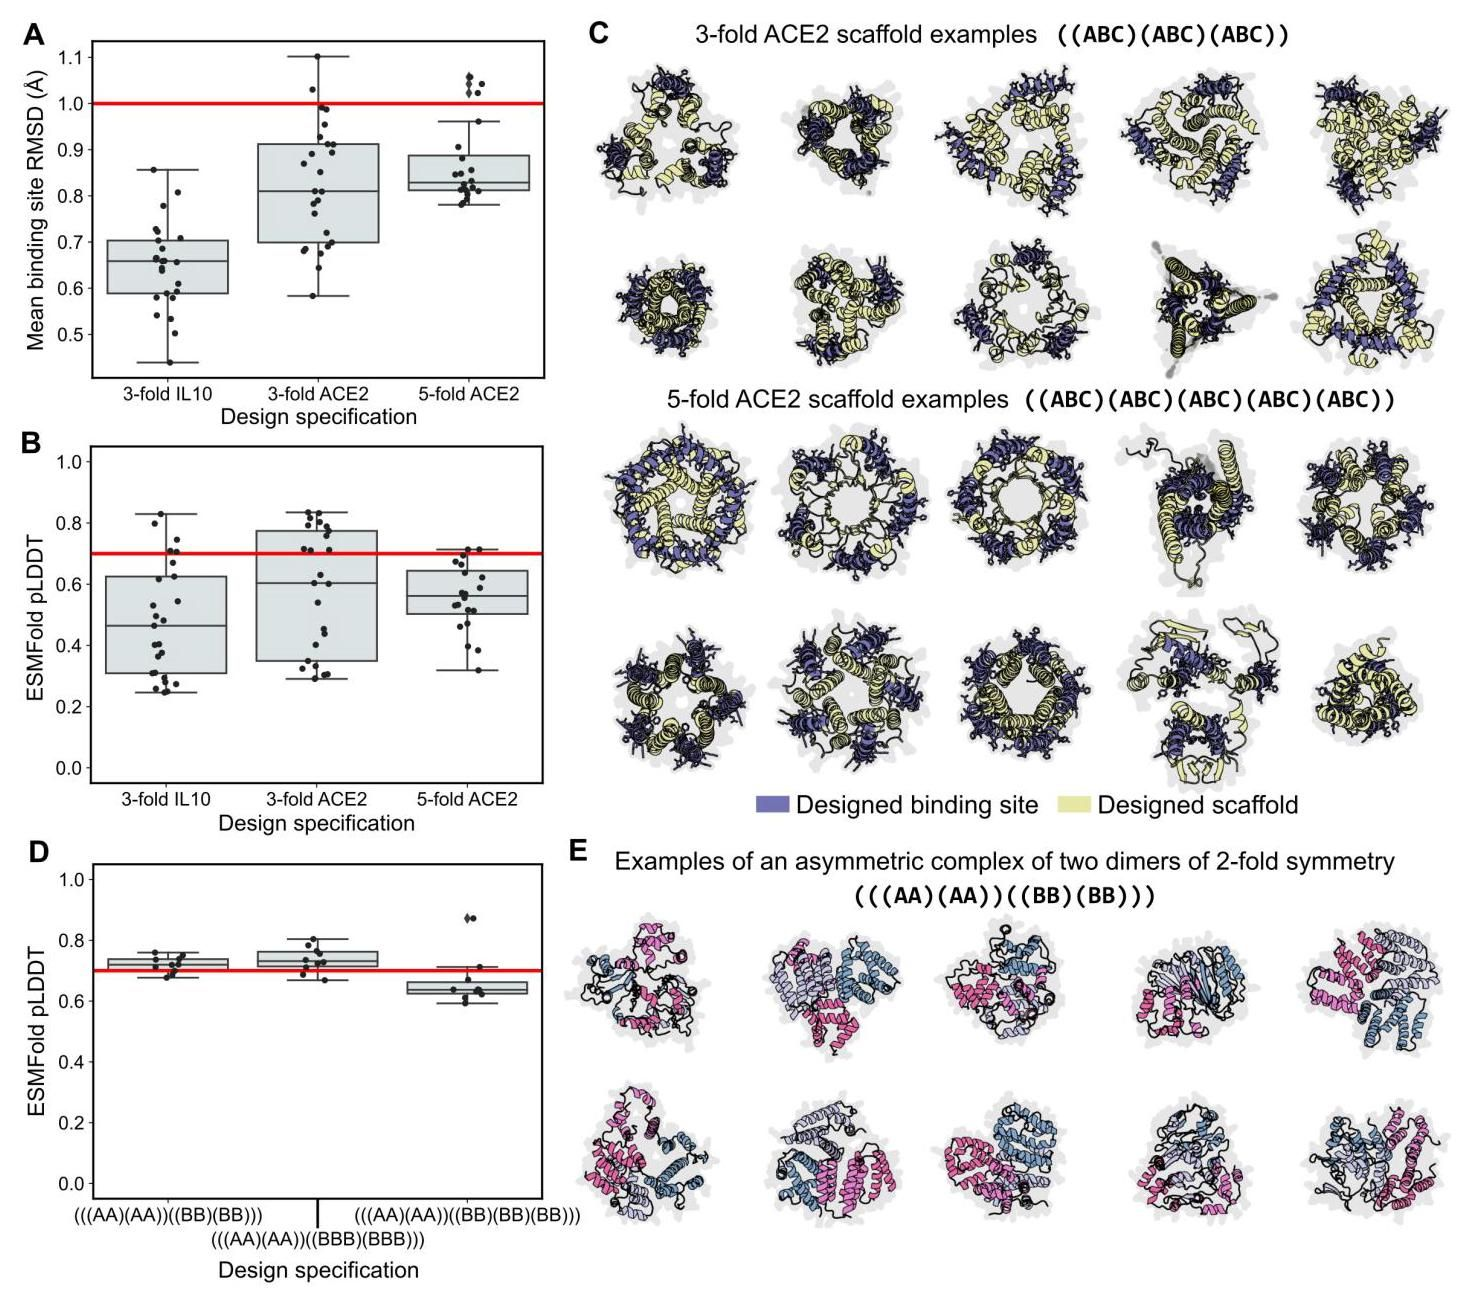 A
1.1
1.0
0.9
0.8
0.7
0.6
0.5
Mean binding site RMSD (Å)
3-fold IL10
3-fold ACE2
5-fold ACE2
Design specification
B
1.0
0.8
0.6
0.4
0.2
0.0
ESMFold pLDDT
3-fold IL10
3-fold ACE2
5-fold ACE2
Design specification
C
3-fold ACE2 scaffold examples ((ABC)(ABC)(ABC))
5-fold ACE2 scaffold examples ((ABC)(ABC)(ABC)(ABC)(ABC))
Designed binding site
Designed scaffold
D
1.0
0.8
0.6
0.4
0.2
0.0
ESMFold pLDDT
(((AA)(AA))((BB)(BB)))
(((AA)(AA))((BBB)(BBB)))
(((AA)(AA))((BB)(BB)(BB)))
Design specification
E
Examples of an asymmetric complex of two dimers of 2-fold symmetry
(((AA)(AA))((BB)(BB)))